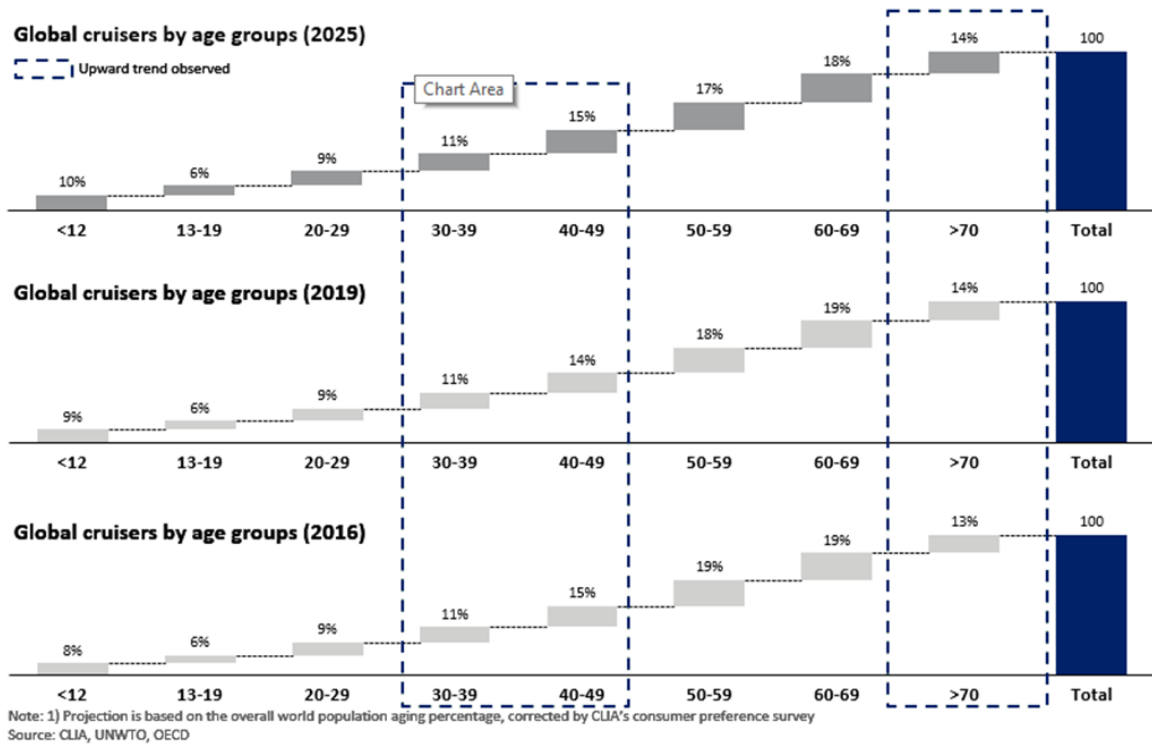 Global cruisers by age groups (2025)
Upward trend observed
Chart Area
10% 6% 9% 11% 15% 17% 18% 14% 100
<12 13-19 20-29 30-39 40-49 50-59 60-69 >70 Total
Global cruisers by age groups (2019)
9% 6% 9% 11% 14% 18% 19% 14% 100
<12 13-19 20-29 30-39 40-49 50-59 60-69 >70 Total
Global cruisers by age groups (2016)
8% 6% 9% 11% 15% 19% 19% 13% 100
<12 13-19 20-29 30-39 40-49 50-59 60-69 >70 Total
Note: 1) Projection is based on the overall world population aging percentage, corrected by CLIA's consumer preference survey
Source: CLIA, UNWTO, OECD